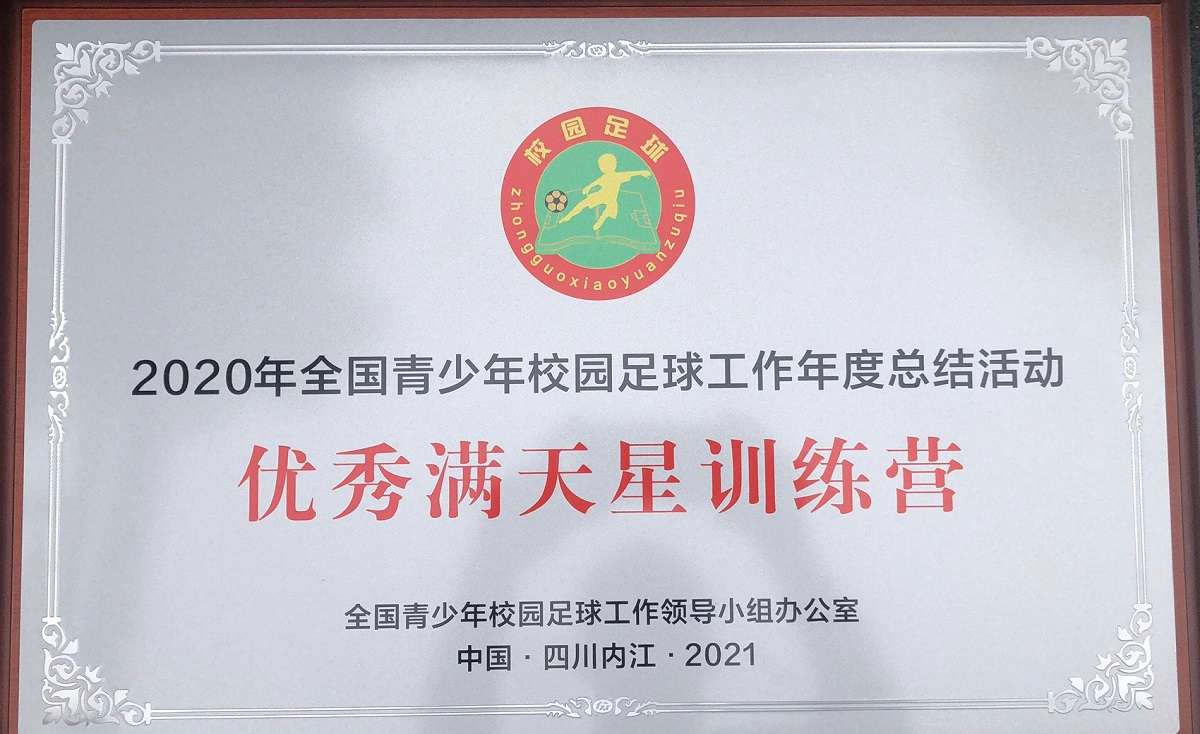 校园足球
zhongguoxiaoyuanzuqiu
2020年全国青少年校园足球工作年度总结活动
优秀满天星训练营
全国青少年校园足球工作领导小组办公室
中国·四川内江·2021